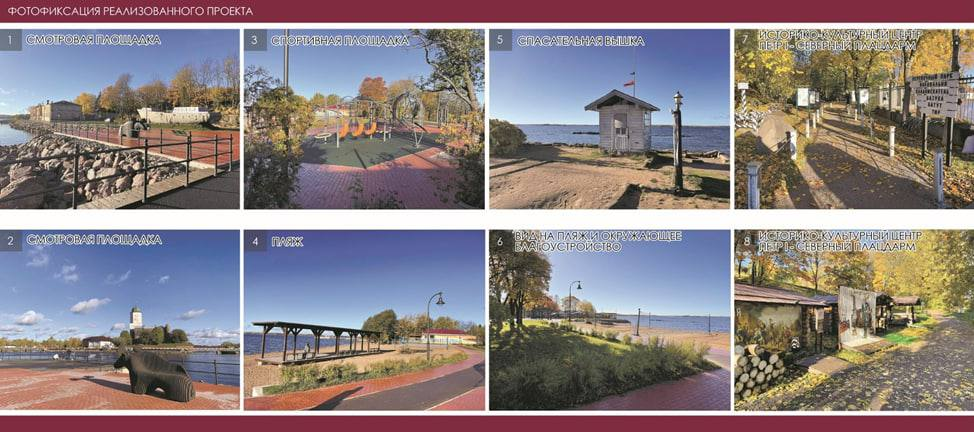 ФОТОФИКСАЦИЯ РЕАЛИЗОВАННОГО ПРОЕКТА
1 СМОТРОВАЯ ПЛОЩАДКА
3 СПОРТИВНАЯ ПЛОЩАДКА
5 СПАСАТЕЛЬНАЯ ВЫШКА
7 ИСТОРИКО-КУЛЬТУРНЫЙ ЦЕНТР
ПЕТР I - СЕВЕРНЫЙ ПЛАЦДАРМ
2 СМОТРОВАЯ ПЛОЩАДКА
4 ПЛЯЖ
6 ВИД НА ПЛЯЖ И ОКРУЖАЮЩЕЕ
БЛАГОУСТРОЙСТВО
8 ИСТОРИКО-КУЛЬТУРНЫЙ ЦЕНТР
ПЕТР I - СЕВЕРНЫЙ ПЛАЦДАРМ